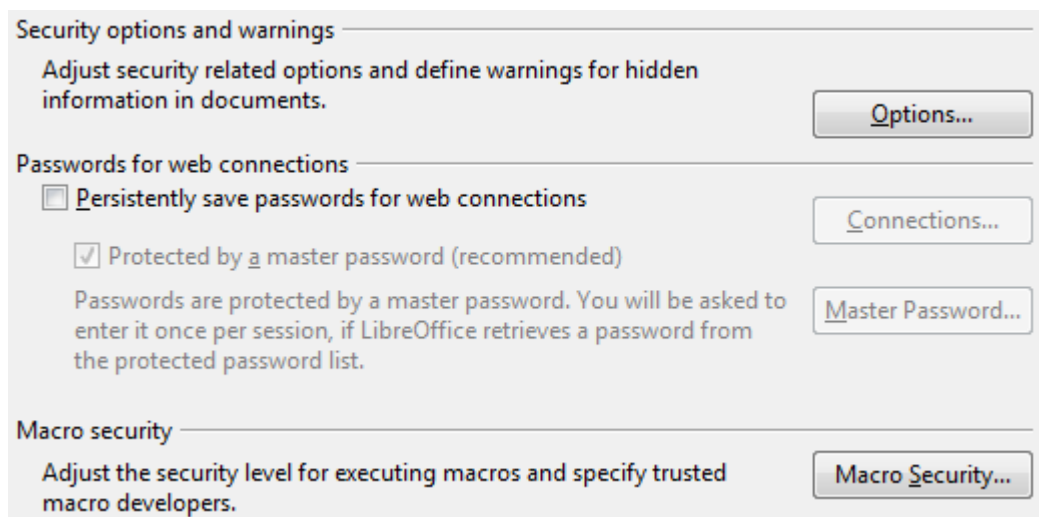 Security options and warnings
Adjust security related options and define warnings for hidden
information in documents.
Options...
Passwords for web connections
Persistently save passwords for web connections
Connections...
Protected by a master password (recommended)
Passwords are protected by a master password. You will be asked to
enter it once per session, if LibreOffice retrieves a password from
the protected password list.
Master Password...
Macro security
Adjust the security level for executing macros and specify trusted
macro developers.
Macro Security...